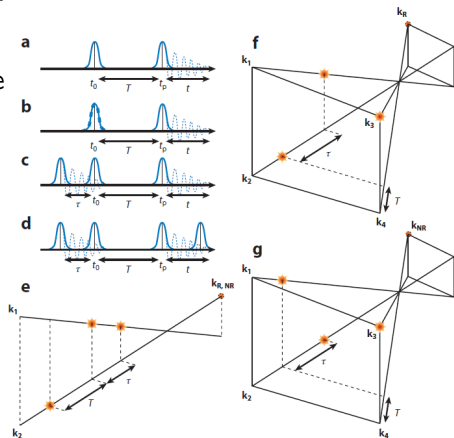 a
t0 T tp t
b
t0 T tp t
e
c
τ t0 T tp t
d
τ t0 T tp t
e
k1
kR, NR
T τ
k2
f
kR
k1
k3
τ
k2
T
k4
g
kNR
k1
k3
τ
k2
T
k4